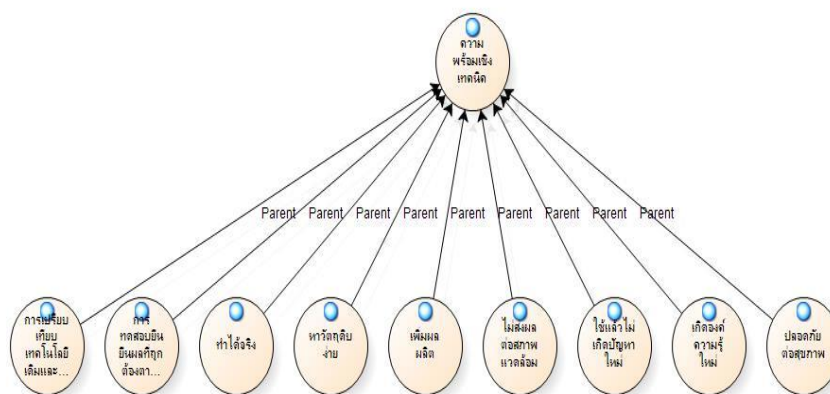 ความ
พร้อมเชิง
เทคนิค
Parent Parent Parent Parent Parent Parent Parent Parent Parent
การเปรียบ
เทียบ
เทคโนโลยี
เดิมและ...
การ
ทดสอบยืน
ยันผลที่ถูก
ต้องตา...
ทำได้จริง
หาวัตถุดิบ
ง่าย
เพิ่มผล
ผลิต
ไม่ส่งผล
ต่อสภาพ
แวดล้อม
ใช้แล้วไม่
เกิดปัญหา
ใหม่
เกิดองค์
ความรู้
ใหม่
ปลอดภัย
ต่อสุขภาพ